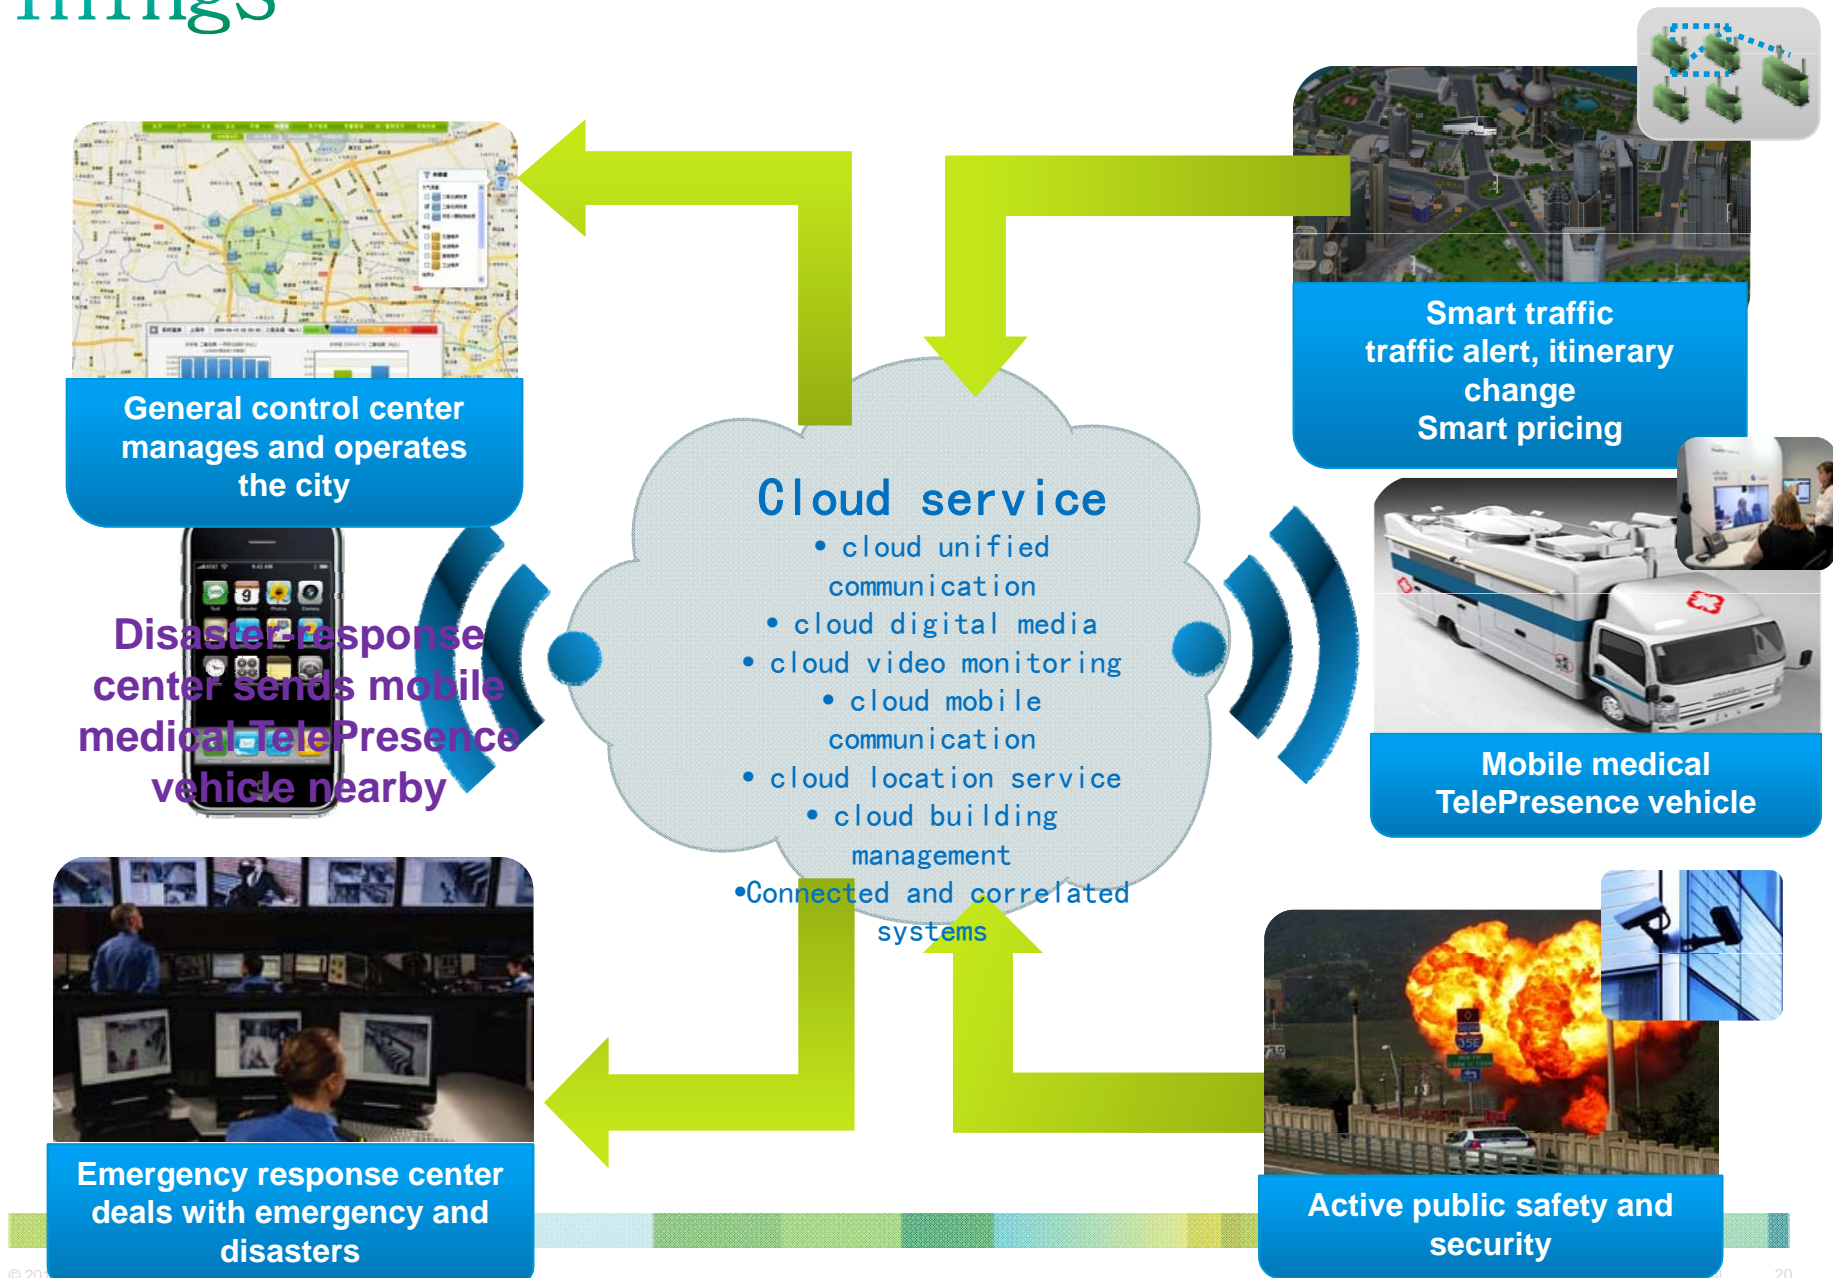 Things
General control center
manages and operates
the city
Smart traffic
traffic alert, itinerary
change
Smart pricing
Cloud service
• cloud unified
communication
• cloud digital media
• cloud video monitoring
• cloud mobile
communication
• cloud location service
• cloud building
management
•Connected and correlated
systems
Disaster-response
center sends mobile
medical TelePresence
vehicle nearby
Mobile medical
TelePresence vehicle
35E
Emergency response center
deals with emergency and
disasters
Active public safety and
security
20